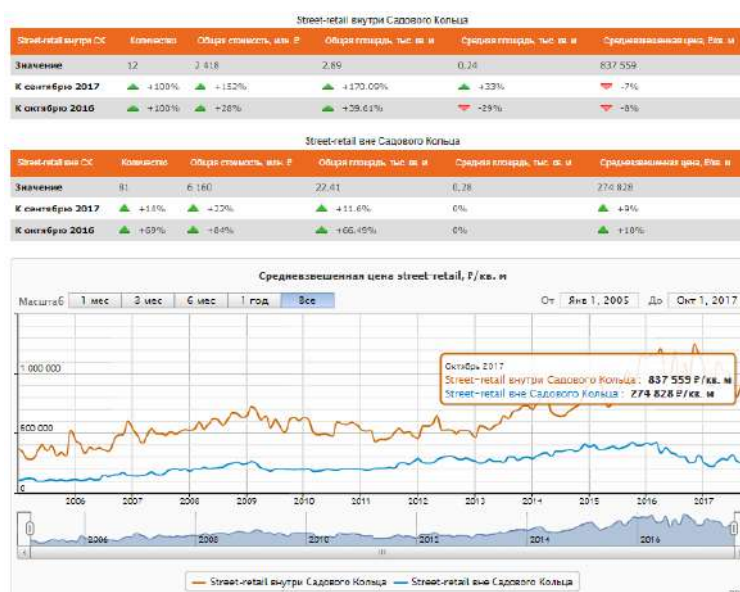 Street-retail внутри Садового Кольца
Street-retail внутри СК Количество Общая стоимость, млн. ₽ Общая площадь, тыс. кв. м Средняя площадь, тыс. кв. м Средневзвешенная цена, ₽/кв. м
Значение 12 2 418 2,89 0,24 837 559
К сентябрю 2017 +100% +152% +170.09% +33% -7%
К октябрю 2016 +100% +28% +39.61% -29% -8%
Street-retail вне Садового Кольца
Street-retail вне СК Количество Общая стоимость, млн. ₽ Общая площадь, тыс. кв. м Средняя площадь, тыс. кв. м Средневзвешенная цена, ₽/кв. м
Значение 81 6 160 22,41 0,28 274 828
К сентябрю 2017 +14% +22% +11.6% 0% +9%
К октябрю 2016 +69% +84% +66.49% 0% +10%
Средневзвешенная цена street-retail, ₽/кв. м
Масштаб 1 мес 3 мес 6 мес 1 год Все От Янв 1, 2005 До Окт 1, 2017
1 000 000
Октябрь 2017
Street-retail внутри Садового Кольца: 837 559 ₽/кв. м
Street-retail вне Садового Кольца: 274 828 ₽/кв. м
500 000
0
2006 2007 2008 2009 2010 2011 2012 2013 2014 2015 2016 2017
2006 2008 2010 2012 2014 2016
Street-retail внутри Садового Кольца Street-retail вне Садового Кольца